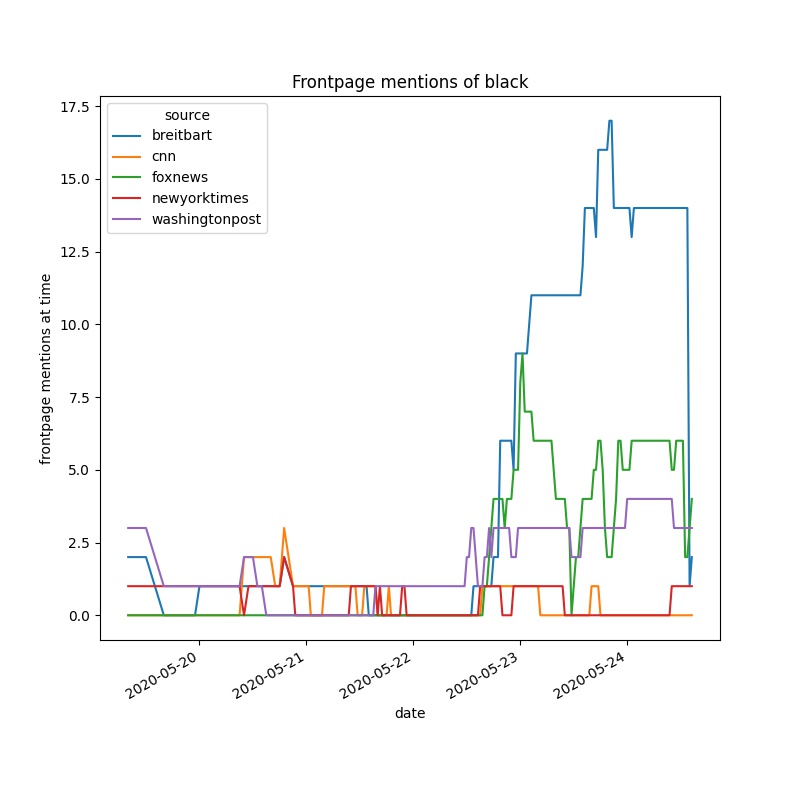 Frontpage mentions of black
source
breitbart
cnn
foxnews
newyorktimes
washingtonpost
17.5
15.0
12.5
10.0
7.5
5.0
2.5
0.0
frontpage mentions at time
2020-05-20
2020-05-21
2020-05-22
2020-05-23
2020-05-24
date